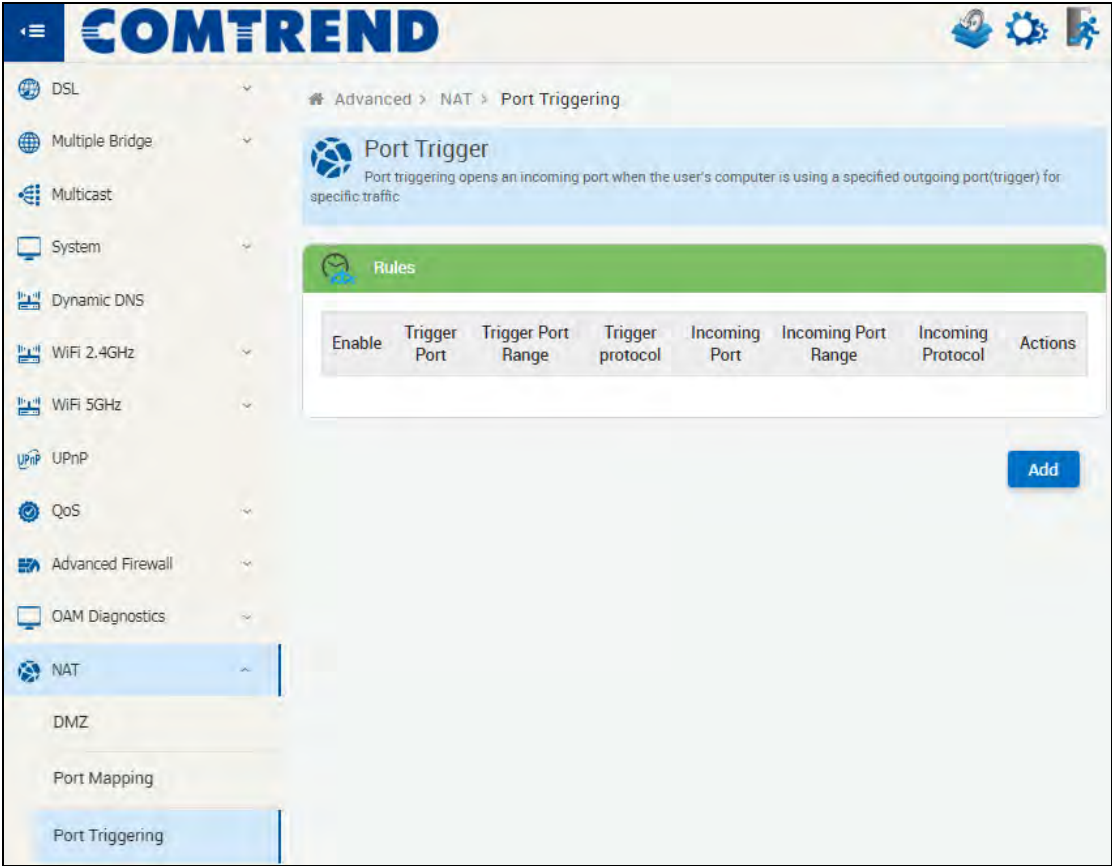 COMTREND
DSL
Multiple Bridge
Multicast
System
Dynamic DNS
WiFi 2.4GHz
WiFi 5GHz
UPnP UPnP
QoS
Advanced Firewall
OAM Diagnostics
NAT
DMZ
Port Mapping
Port Triggering
Advanced > NAT > Port Triggering
Port Trigger
Port triggering opens an incoming port when the user's computer is using a specified outgoing port(trigger) for
specific traffic
Rules
Enable Trigger Port Trigger Port Range Trigger protocol Incoming Port Incoming Port Range Incoming Protocol Actions
Add